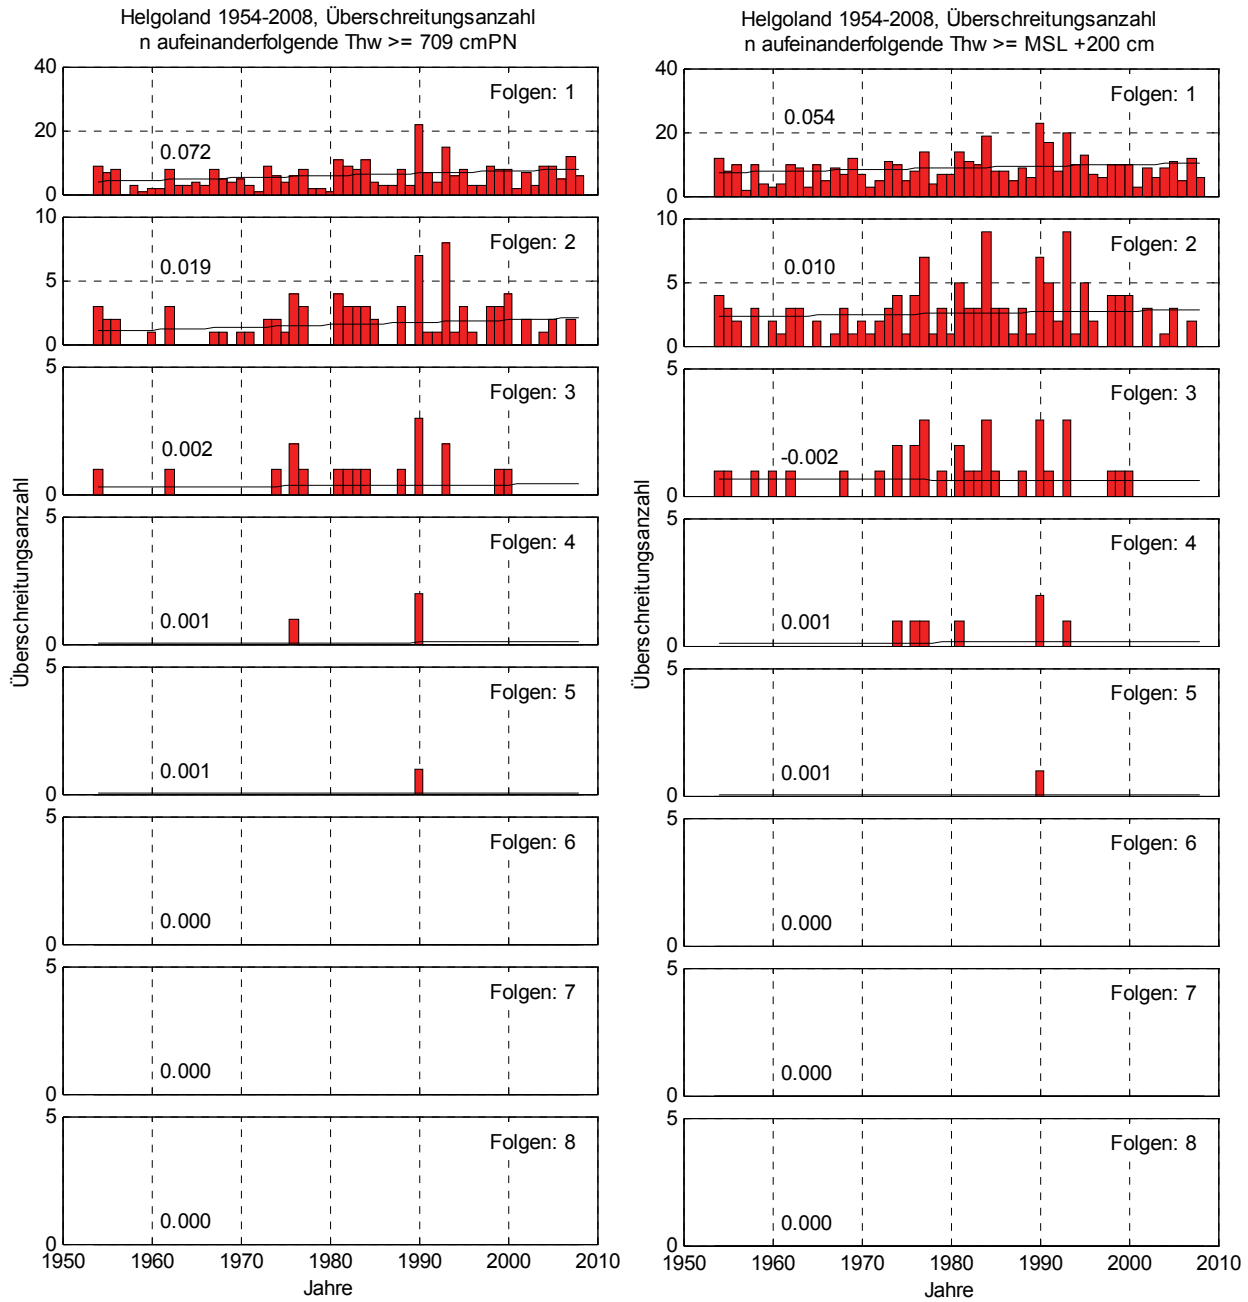 Helgoland 1954-2008, Überschreitungsanzahl
n aufeinanderfolgende Thw >= 709 cmPN
40
20
0
Folgen: 1
0.072
10
5
0
Folgen: 2
0.019
5
0
Folgen: 3
0.002
5
0
Folgen: 4
0.001
5
0
Folgen: 5
0.001
5
0
Folgen: 6
0.000
5
0
Folgen: 7
0.000
5
0
Folgen: 8
0.000
1950 1960 1970 1980 1990 2000 2010
Jahre
Überschreitungsanzahl
Helgoland 1954-2008, Überschreitungsanzahl
n aufeinanderfolgende Thw >= MSL +200 cm
40
20
0
Folgen: 1
0.054
10
5
0
Folgen: 2
0.010
5
0
Folgen: 3
-0.002
5
0
Folgen: 4
0.001
5
0
Folgen: 5
0.001
5
0
Folgen: 6
0.000
5
0
Folgen: 7
0.000
5
0
Folgen: 8
0.000
1950 1960 1970 1980 1990 2000 2010
Jahre
Überschreitungsanzahl